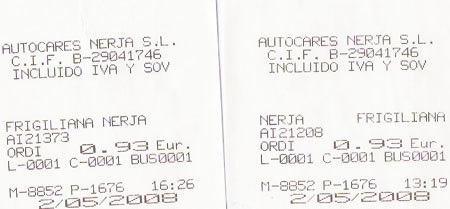 AUTOCARES NERJA S.L.
C.I.F. B-29041746
INCLUIDO IVA Y SOV
FRIGILIANA NERJA
AI21373
ORDI 0.93 Eur.
L-0001 C-0001 BUS0001
M-8852 P-1676 16:26
2/05/2008
AUTOCARES NERJA S.L.
C.I.F. B-29041746
INCLUIDO IVA Y SOV
NERJA FRIGILIANA
AI21208
ORDI 0.93 Eur.
L-0001 C-0001 BUS0001
M-8852 P-1676 13:19
2/05/2008